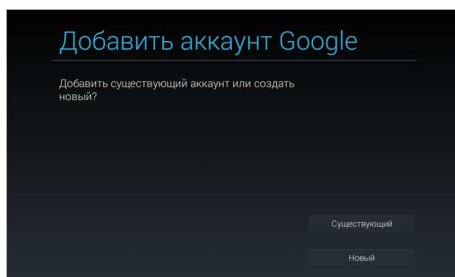 Добавить аккаунт Google
Добавить существующий аккаунт или создать
новый?
Существующий
Новый